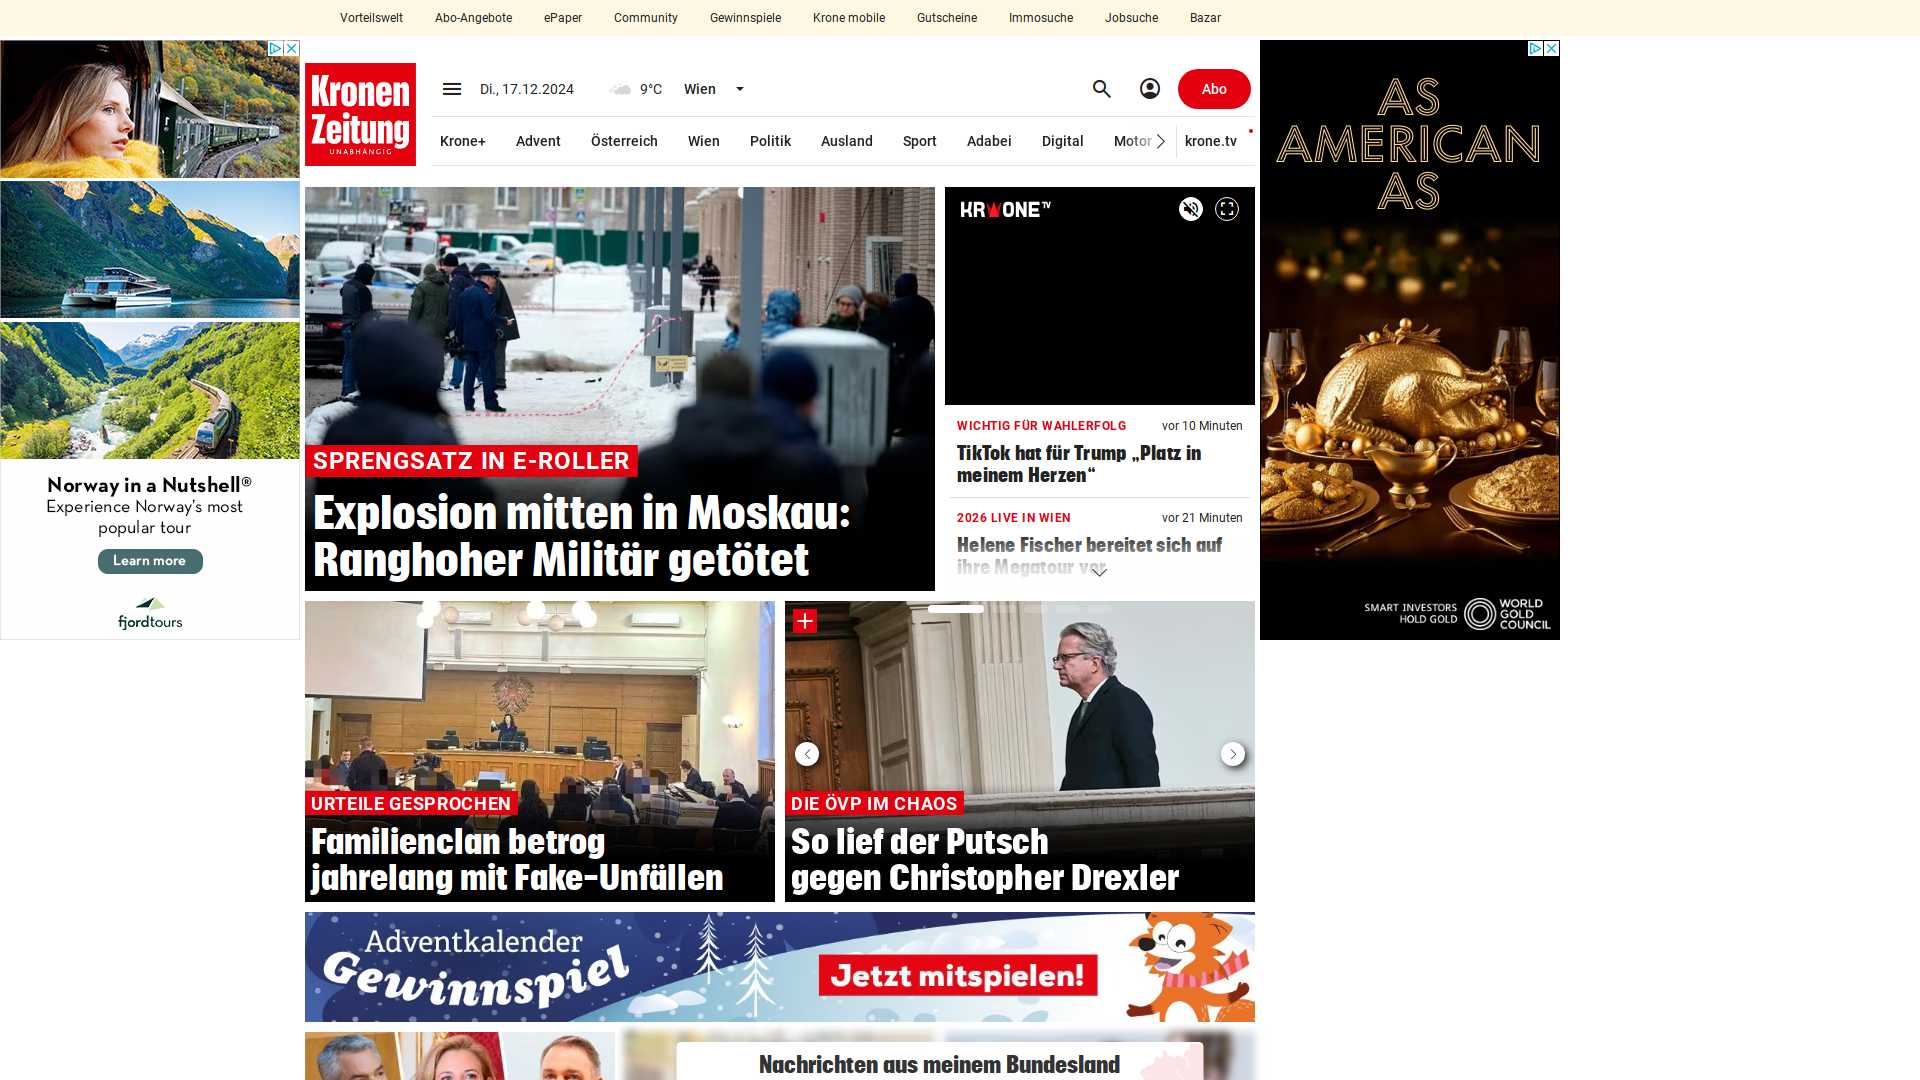 Vorteilswelt Abo-Angebote ePaper Community Gewinnspiele Krone mobile Gutscheine Immosuche Jobsuche Bazar
Kronen
Zeitung
UNABHÄNGIG
Di., 17.12.2024 9°C Wien Abo
Krone+ Advent Österreich Wien Politik Ausland Sport Adabei Digital Motor krone.tv
Norway in a Nutshell®
Experience Norway's most
popular tour
Learn more
fjordtours
SPRENGSATZ IN E-ROLLER
Explosion mitten in Moskau:
Ranghoher Militär getötet
KRONE TV
WICHTIG FÜR WAHLERFOLG vor 10 Minuten
TikTok hat für Trump „Platz in
meinem Herzen“
2026 LIVE IN WIEN vor 21 Minuten
Helene Fischer bereitet sich auf
ihre Megatour vor
AS
AMERICAN
AS
SMART INVESTORS
HOLD GOLD
WORLD
GOLD
COUNCIL
URTEILE GESPROCHEN
Familienclan betrog
jahrelang mit Fake-Unfällen
DIE ÖVP IM CHAOS
So lief der Putsch
gegen Christopher Drexler
Adventkalender
Gewinnspiel
Jetzt mitspielen!
Nachrichten aus meinem Bundesland